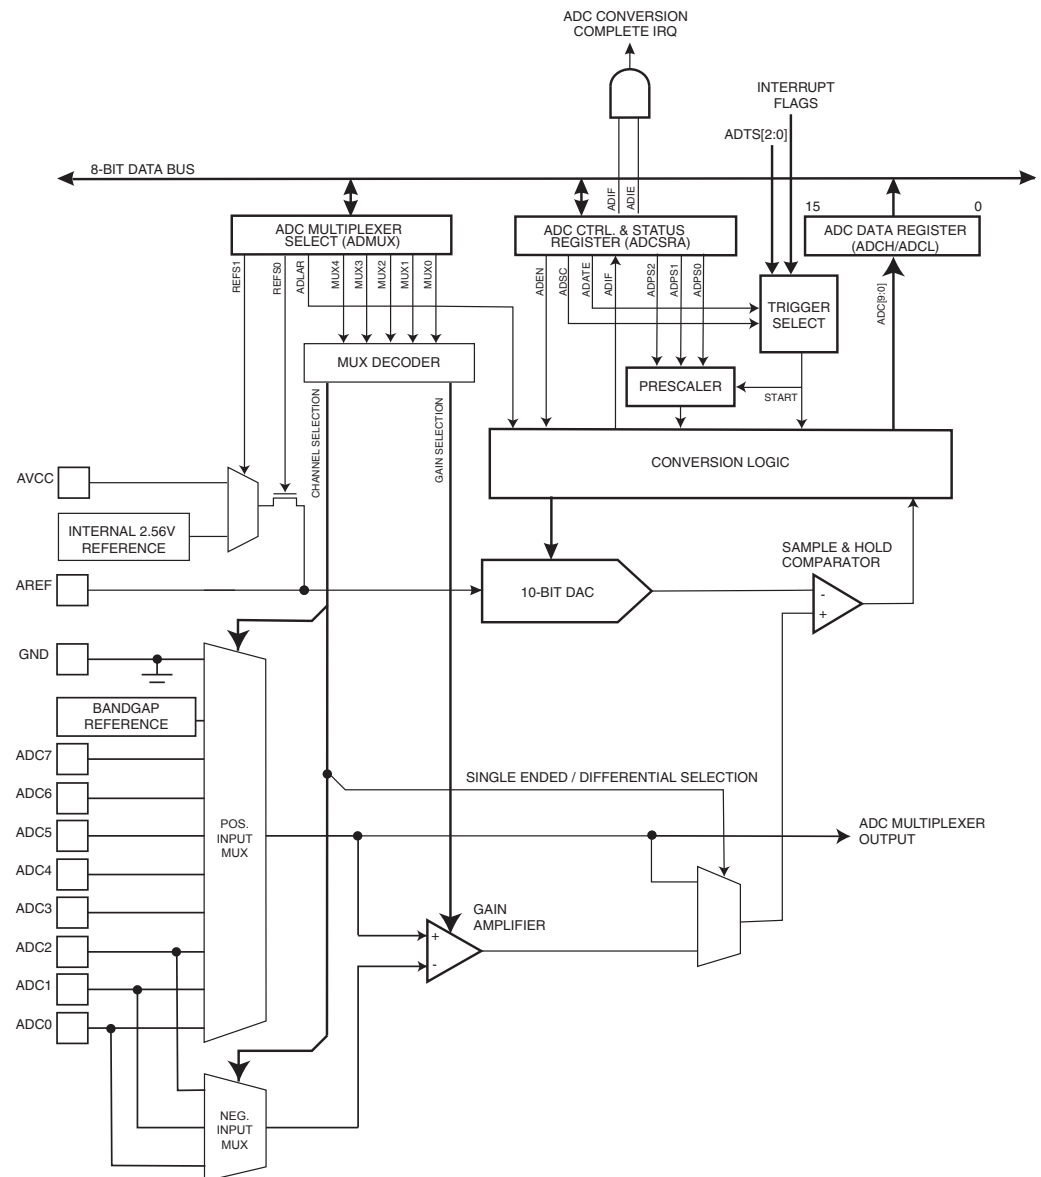 ADC CONVERSION
COMPLETE IRQ
INTERRUPT
FLAGS
ADTS[2:0]
8-BIT DATA BUS
ADIF
ADIE
15
0
ADC MULTIPLEXER
SELECT (ADMUX)
ADC CTRL. & STATUS
REGISTER (ADCSRA)
ADC DATA REGISTER
(ADCH/ADCL)
REFS1
REFS0
ADLAR
MUX4
MUX3
MUX2
MUX1
MUX0
ADEN
ADSC
ADATE
ADIF
ADPS2
ADPS1
ADPS0
ADC[9:0]
TRIGGER
SELECT
MUX DECODER
PRESCALER
START
CHANNEL SELECTION
GAIN SELECTION
CONVERSION LOGIC
AVCC
INTERNAL 2.56V
REFERENCE
SAMPLE & HOLD
COMPARATOR
AREF
10-BIT DAC
-
+
GND
BANDGAP
REFERENCE
ADC7
SINGLE ENDED / DIFFERENTIAL SELECTION
ADC6
ADC5
POS.
INPUT
MUX
ADC MULTIPLEXER
OUTPUT
ADC4
ADC3
GAIN
AMPLIFIER
+
-
ADC2
ADC1
ADC0
NEG.
INPUT
MUX